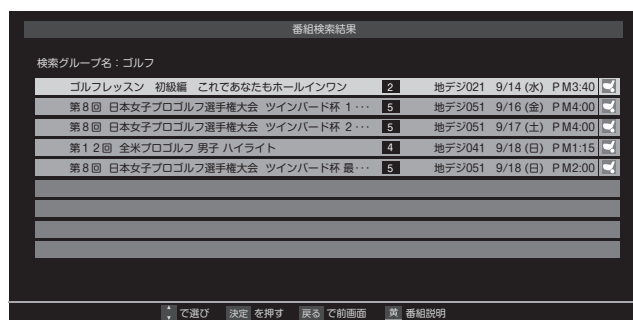 番組検索結果
検索グループ名：ゴルフ
ゴルフレッスン 初級編 これであなたもホールインワン 2 地デジ021 9/14 (水) PM3:40
第8回 日本女子プロゴルフ選手権大会 ツインバード杯 1･･･ 5 地デジ051 9/16 (金) PM4:00
第8回 日本女子プロゴルフ選手権大会 ツインバード杯 2･･･ 5 地デジ051 9/17 (土) PM4:00
第12回 全米プロゴルフ 男子 ハイライト 4 地デジ041 9/18 (日) PM1:15
第8回 日本女子プロゴルフ選手権大会 ツインバード杯 最･･･ 5 地デジ051 9/18 (日) PM2:00
で選び 決定 を押す 戻る で前画面 黄 番組説明